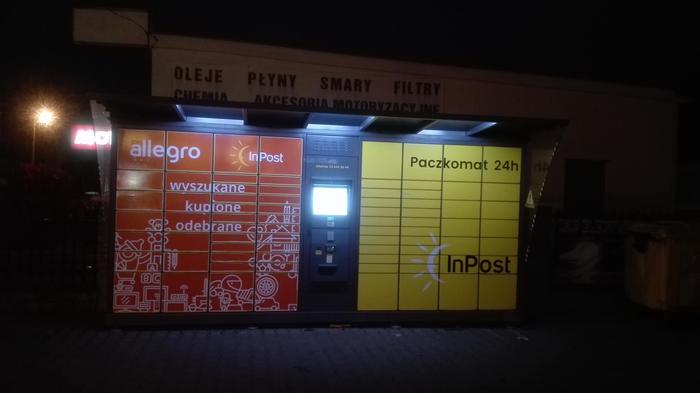 OLEJE PŁYNY SMARY FILTRY
CHEMIA AKCESORIA MOTORYZACYJNE
allegro
InPost
wyszukane
kupione
odebrane
Paczkomat 24h
InPost